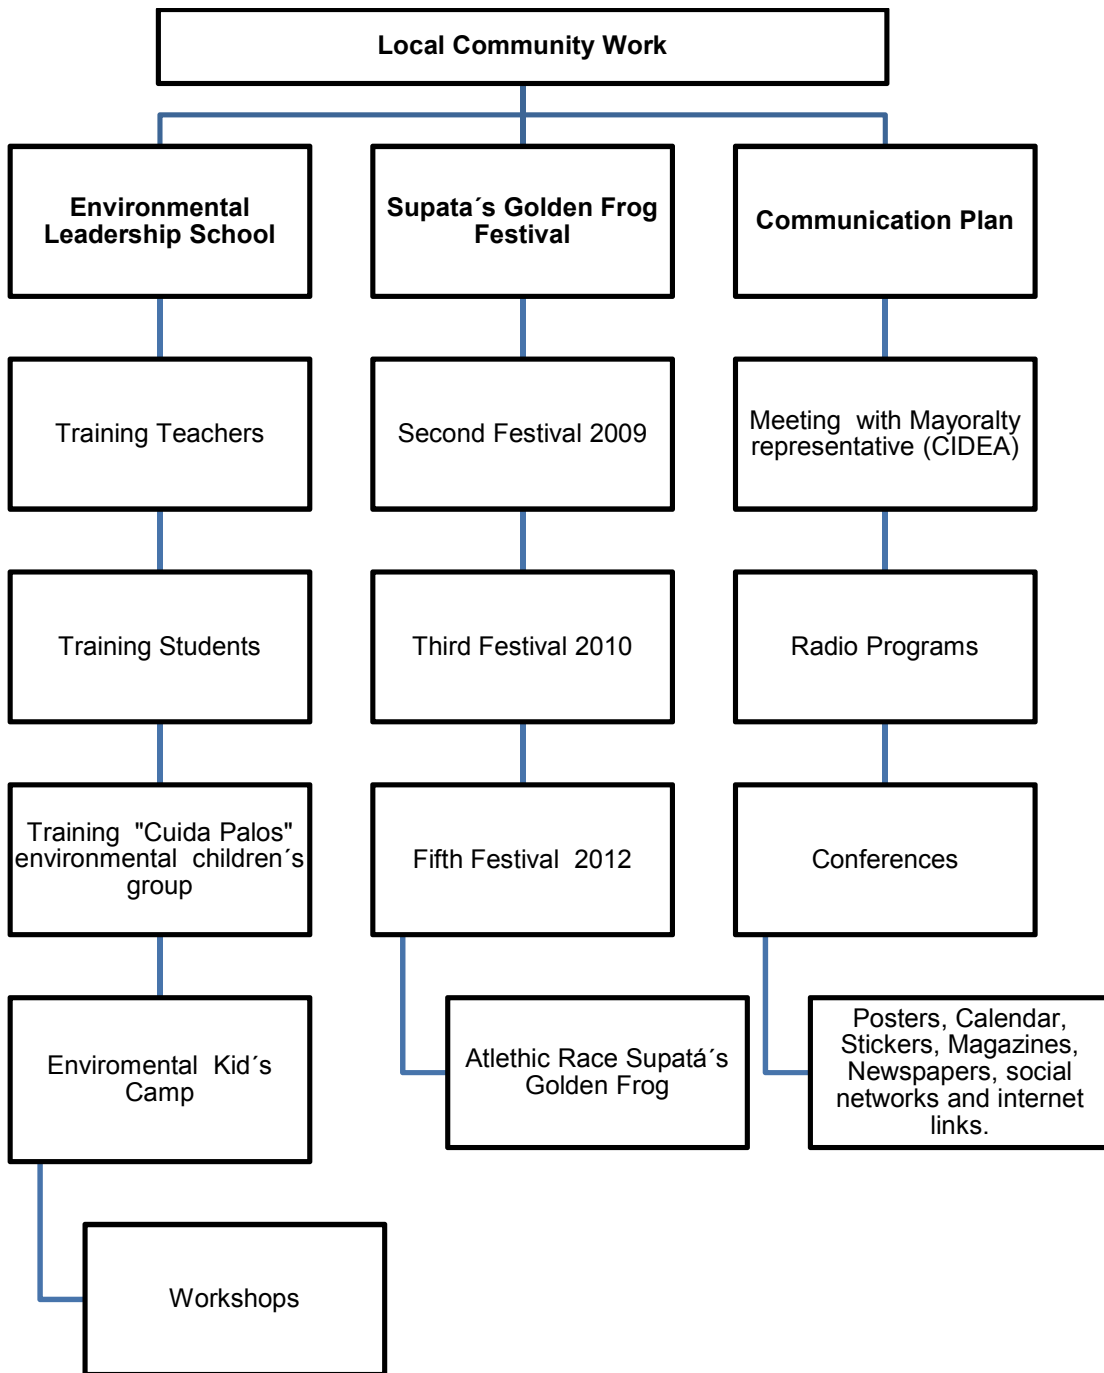 Local Community Work
Environmental
Leadership School
Supata´s Golden Frog
Festival
Communication Plan
Training Teachers
Second Festival 2009
Meeting with Mayoralty
representative (CIDEA)
Training Students
Third Festival 2010
Radio Programs
Training "Cuida Palos"
environmental children´s
group
Fifth Festival 2012
Conferences
Enviromental Kid´s
Camp
Atlethic Race Supatá´s
Golden Frog
Posters, Calendar,
Stickers, Magazines,
Newspapers, social
networks and internet
links.
Workshops